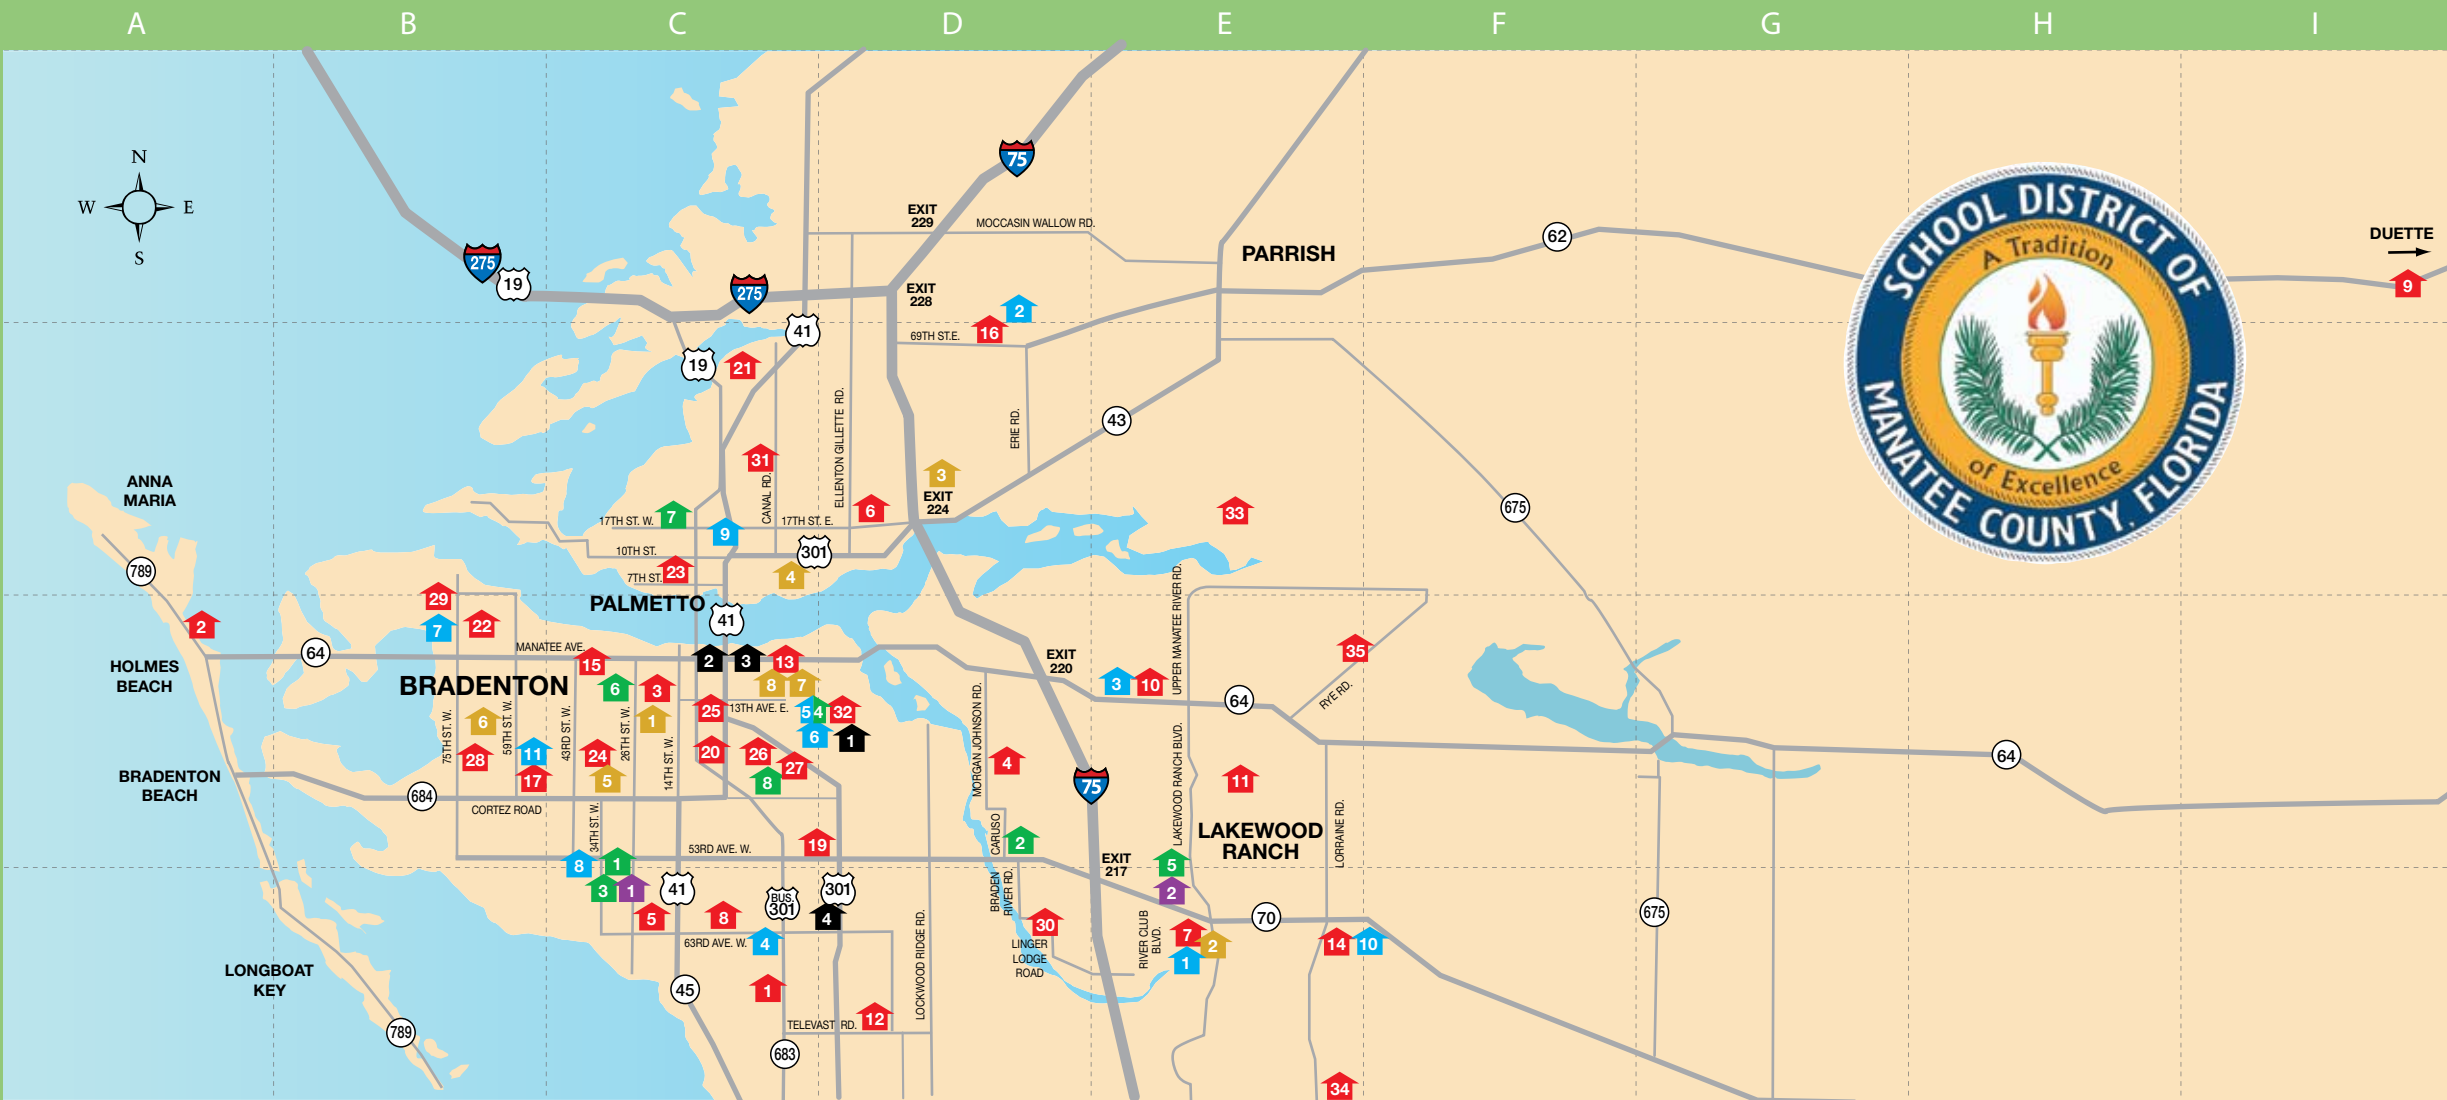 A B C D E F G H I
N
W E
S
275
19
275
75
EXIT
229
MOCCASIN WALLOW RD.
PARRISH
62
SCHOOL DISTRICT OF
MANATEE COUNTY, FLORIDA
A Tradition
of Excellence
DUETTE
9
EXIT
228
2
16
69TH ST.E.
41
19
21
ELLENTON GILLETTE RD.
ERIE RD.
43
31
CANAL RD.
3
EXIT
224
ANNA
MARIA
17TH ST. W.
7
9
17TH ST. E.
6
33
675
10TH ST.
301
7TH ST.
23
4
789
29
7
22
PALMETTO
41
UPPER MANATEE RIVER RD.
2
64
MANATEE AVE.
15
2
3
13
EXIT
220
35
HOLMES
BEACH
BRADENTON
6
3
8
7
3
10
RYE RD.
64
75TH ST. W.
6
59TH ST. W.
43RD ST. W.
26TH ST. W.
1
14TH ST. W.
25
13TH AVE. E.
5
4
32
6
1
MORGAN JOHNSON RD.
LAKEWOOD RANCH BLVD.
28
11
17
24
5
20
26
27
8
4
75
11
64
BRADENTON
BEACH
684
CORTEZ ROAD
34TH ST. W.
53RD AVE. W.
19
CARUSO
2
LAKEWOOD
RANCH
LORRAINE RD.
8
1
3
1
41
BUS.
301
301
EXIT
217
5
2
BRADEN
RIVER RD.
5
8
4
30
70
675
63RD AVE. W.
4
LOCKWOOD RIDGE RD.
LINGER
LODGE
ROAD
RIVER CLUB
BLVD.
7
2
1
14
10
LONGBOAT
KEY
45
1
789
TELEVAST RD.
12
683
34